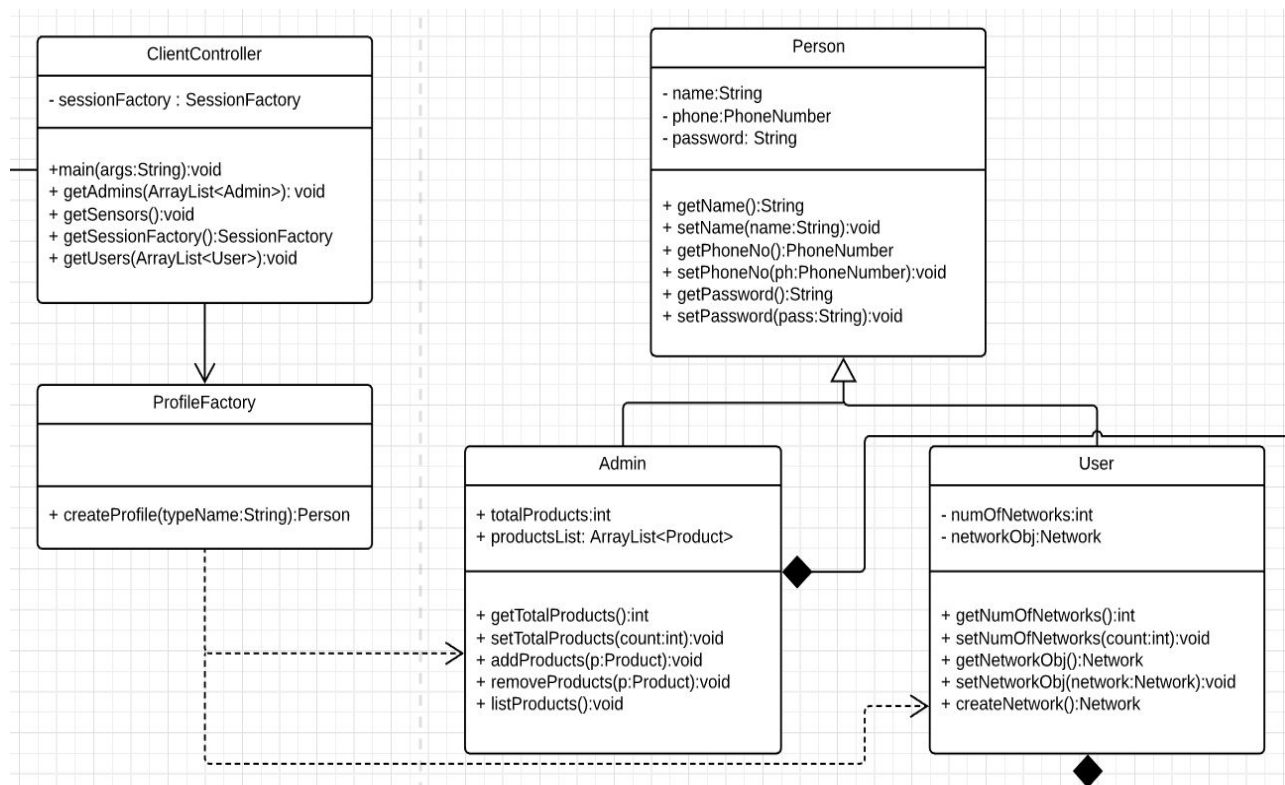 ClientController
- sessionFactory : SessionFactory
+main(args:String):void
+ getAdmins(ArrayList<Admin>): void
+ getSensors():void
+ getSessionFactory():SessionFactory
+ getUsers(ArrayList<User>):void
ProfileFactory
+ createProfile(typeName:String):Person
Person
- name:String
- phone:PhoneNumber
- password: String
+ getName():String
+ setName(name:String):void
+ getPhoneNo():PhoneNumber
+ setPhoneNo(ph:PhoneNumber):void
+ getPassword():String
+ setPassword(pass:String):void
Admin
+ totalProducts:int
+ productsList: ArrayList<Product>
+ getTotalProducts():int
+ setTotalProducts(count:int):void
+ addProducts(p:Product):void
+ removeProducts(p:Product):void
+ listProducts():void
User
- numOfNetworks:int
- networkObj:Network
+ getNumOfNetworks():int
+ setNumOfNetworks(count:int):void
+ getNetworkObj():Network
+ setNetworkObj(network:Network):void
+ createNetwork():Network